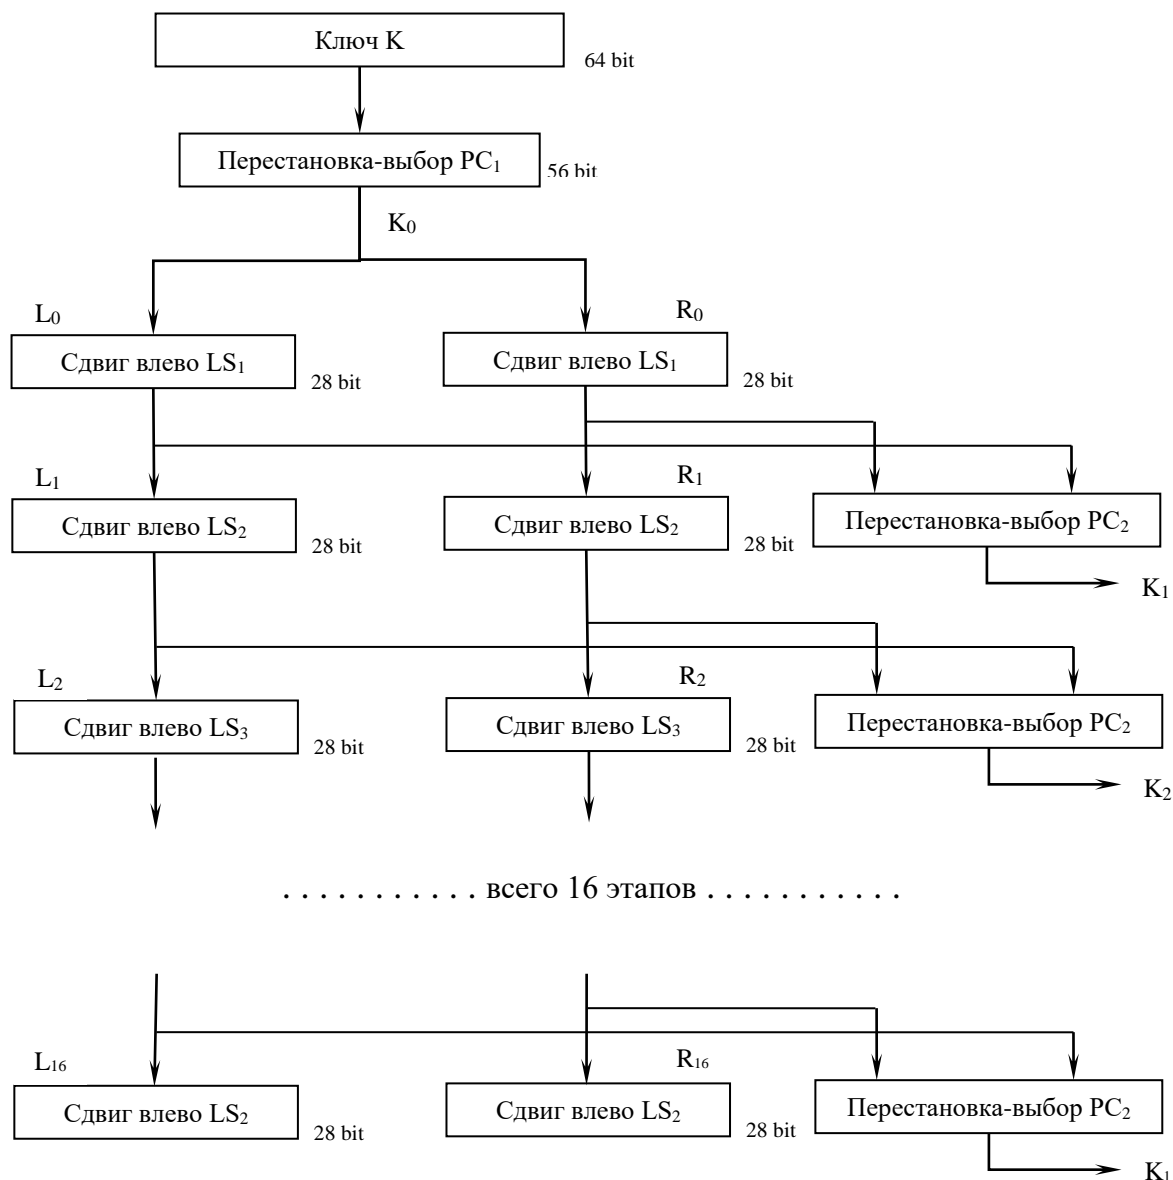 Ключ K
64 bit
Перестановка-выбор PC₁
56 bit
K₀
L₀
R₀
Сдвиг влево LS₁
28 bit
Сдвиг влево LS₁
28 bit
L₁
R₁
Сдвиг влево LS₂
28 bit
Сдвиг влево LS₂
28 bit
Перестановка-выбор PC₂
K₁
L₂
R₂
Сдвиг влево LS₃
28 bit
Сдвиг влево LS₃
28 bit
Перестановка-выбор PC₂
K₂
. . . . . . . . . . . всего 16 этапов . . . . . . . . . . .
L₁₆
R₁₆
Сдвиг влево LS₂
28 bit
Сдвиг влево LS₂
28 bit
Перестановка-выбор PC₂
K₁